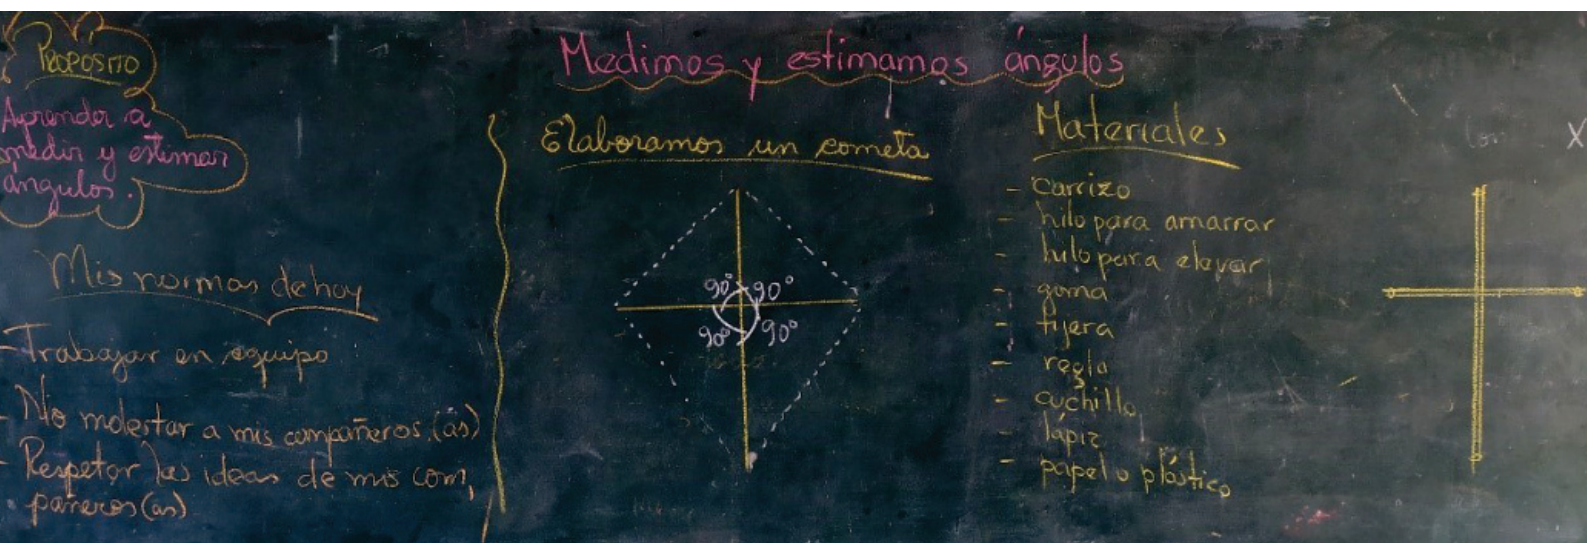 PROPOSITO
Aprender a
medir y estimar
ángulos.
Mis normas de hoy
- Trabajar en equipo
- No molestar a mis compañeros (as)
- Respetar las ideas de mis com,
pañeros (as)
Medimos y estimamos ángulos
Elaboramos un cometa
90° 90°
90° 90°
Materiales
- carrizo
- hilo para amarrar
- hilo para elevar
- goma
- tijera
- regla
- cuchillo
- lápiz
- papel o plástico
X